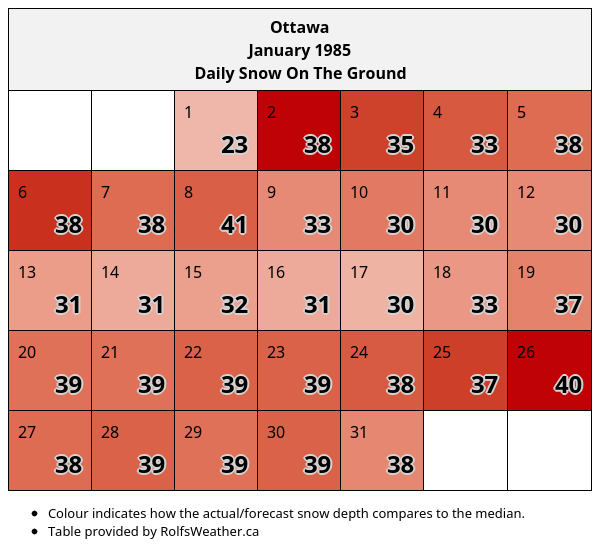 Ottawa
January 1985
Daily Snow On The Ground
1 2 3 4 5
23 38 35 33 38
6 7 8 9 10 11 12
38 38 41 33 30 30 30
13 14 15 16 17 18 19
31 31 32 31 30 33 37
20 21 22 23 24 25 26
39 39 39 39 38 37 40
27 28 29 30 31
38 39 39 39 38
• Colour indicates how the actual/forecast snow depth compares to the median.
• Table provided by RolfsWeather.ca